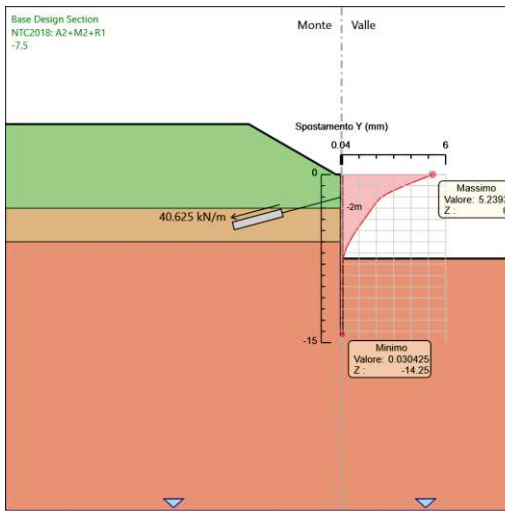 Base Design Section
NTC2018: A2+M2+R1
-7.5
Monte Valle
Spostamento Y (mm)
0.04 6
0
-2m
Massimo
Valore: 5.2393
Z :
40.625 kN/m
-15
Minimo
Valore: 0.030425
Z : -14.25